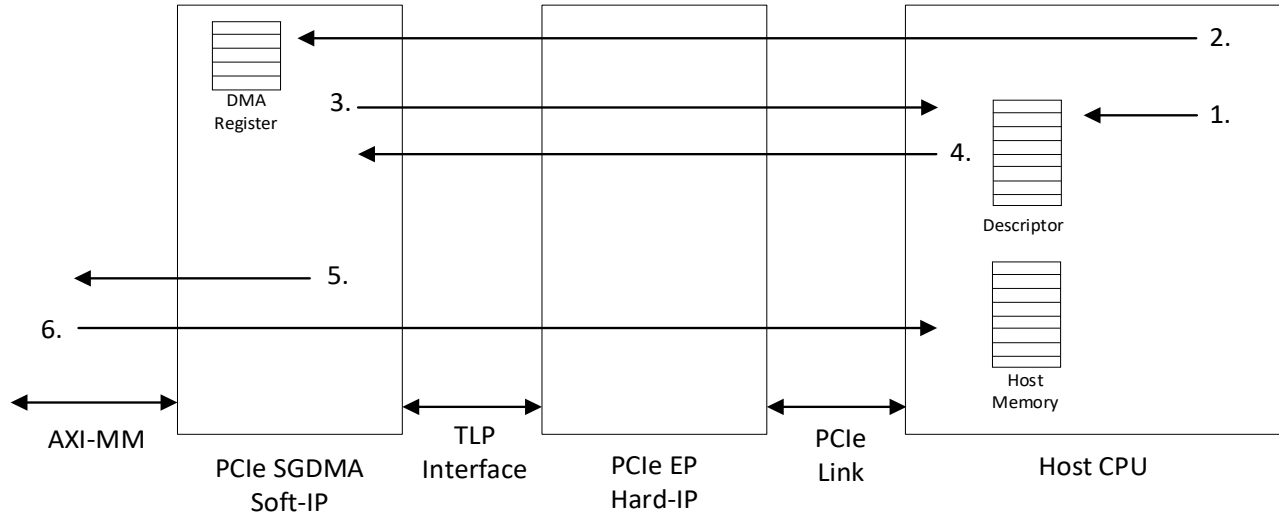 2.
DMA
Register
3.
1.
4.
Descriptor
5.
6.
Host
Memory
AXI-MM
TLP
Interface
PCIe
Link
PCIe SGDMA
Soft-IP
PCIe EP
Hard-IP
Host CPU